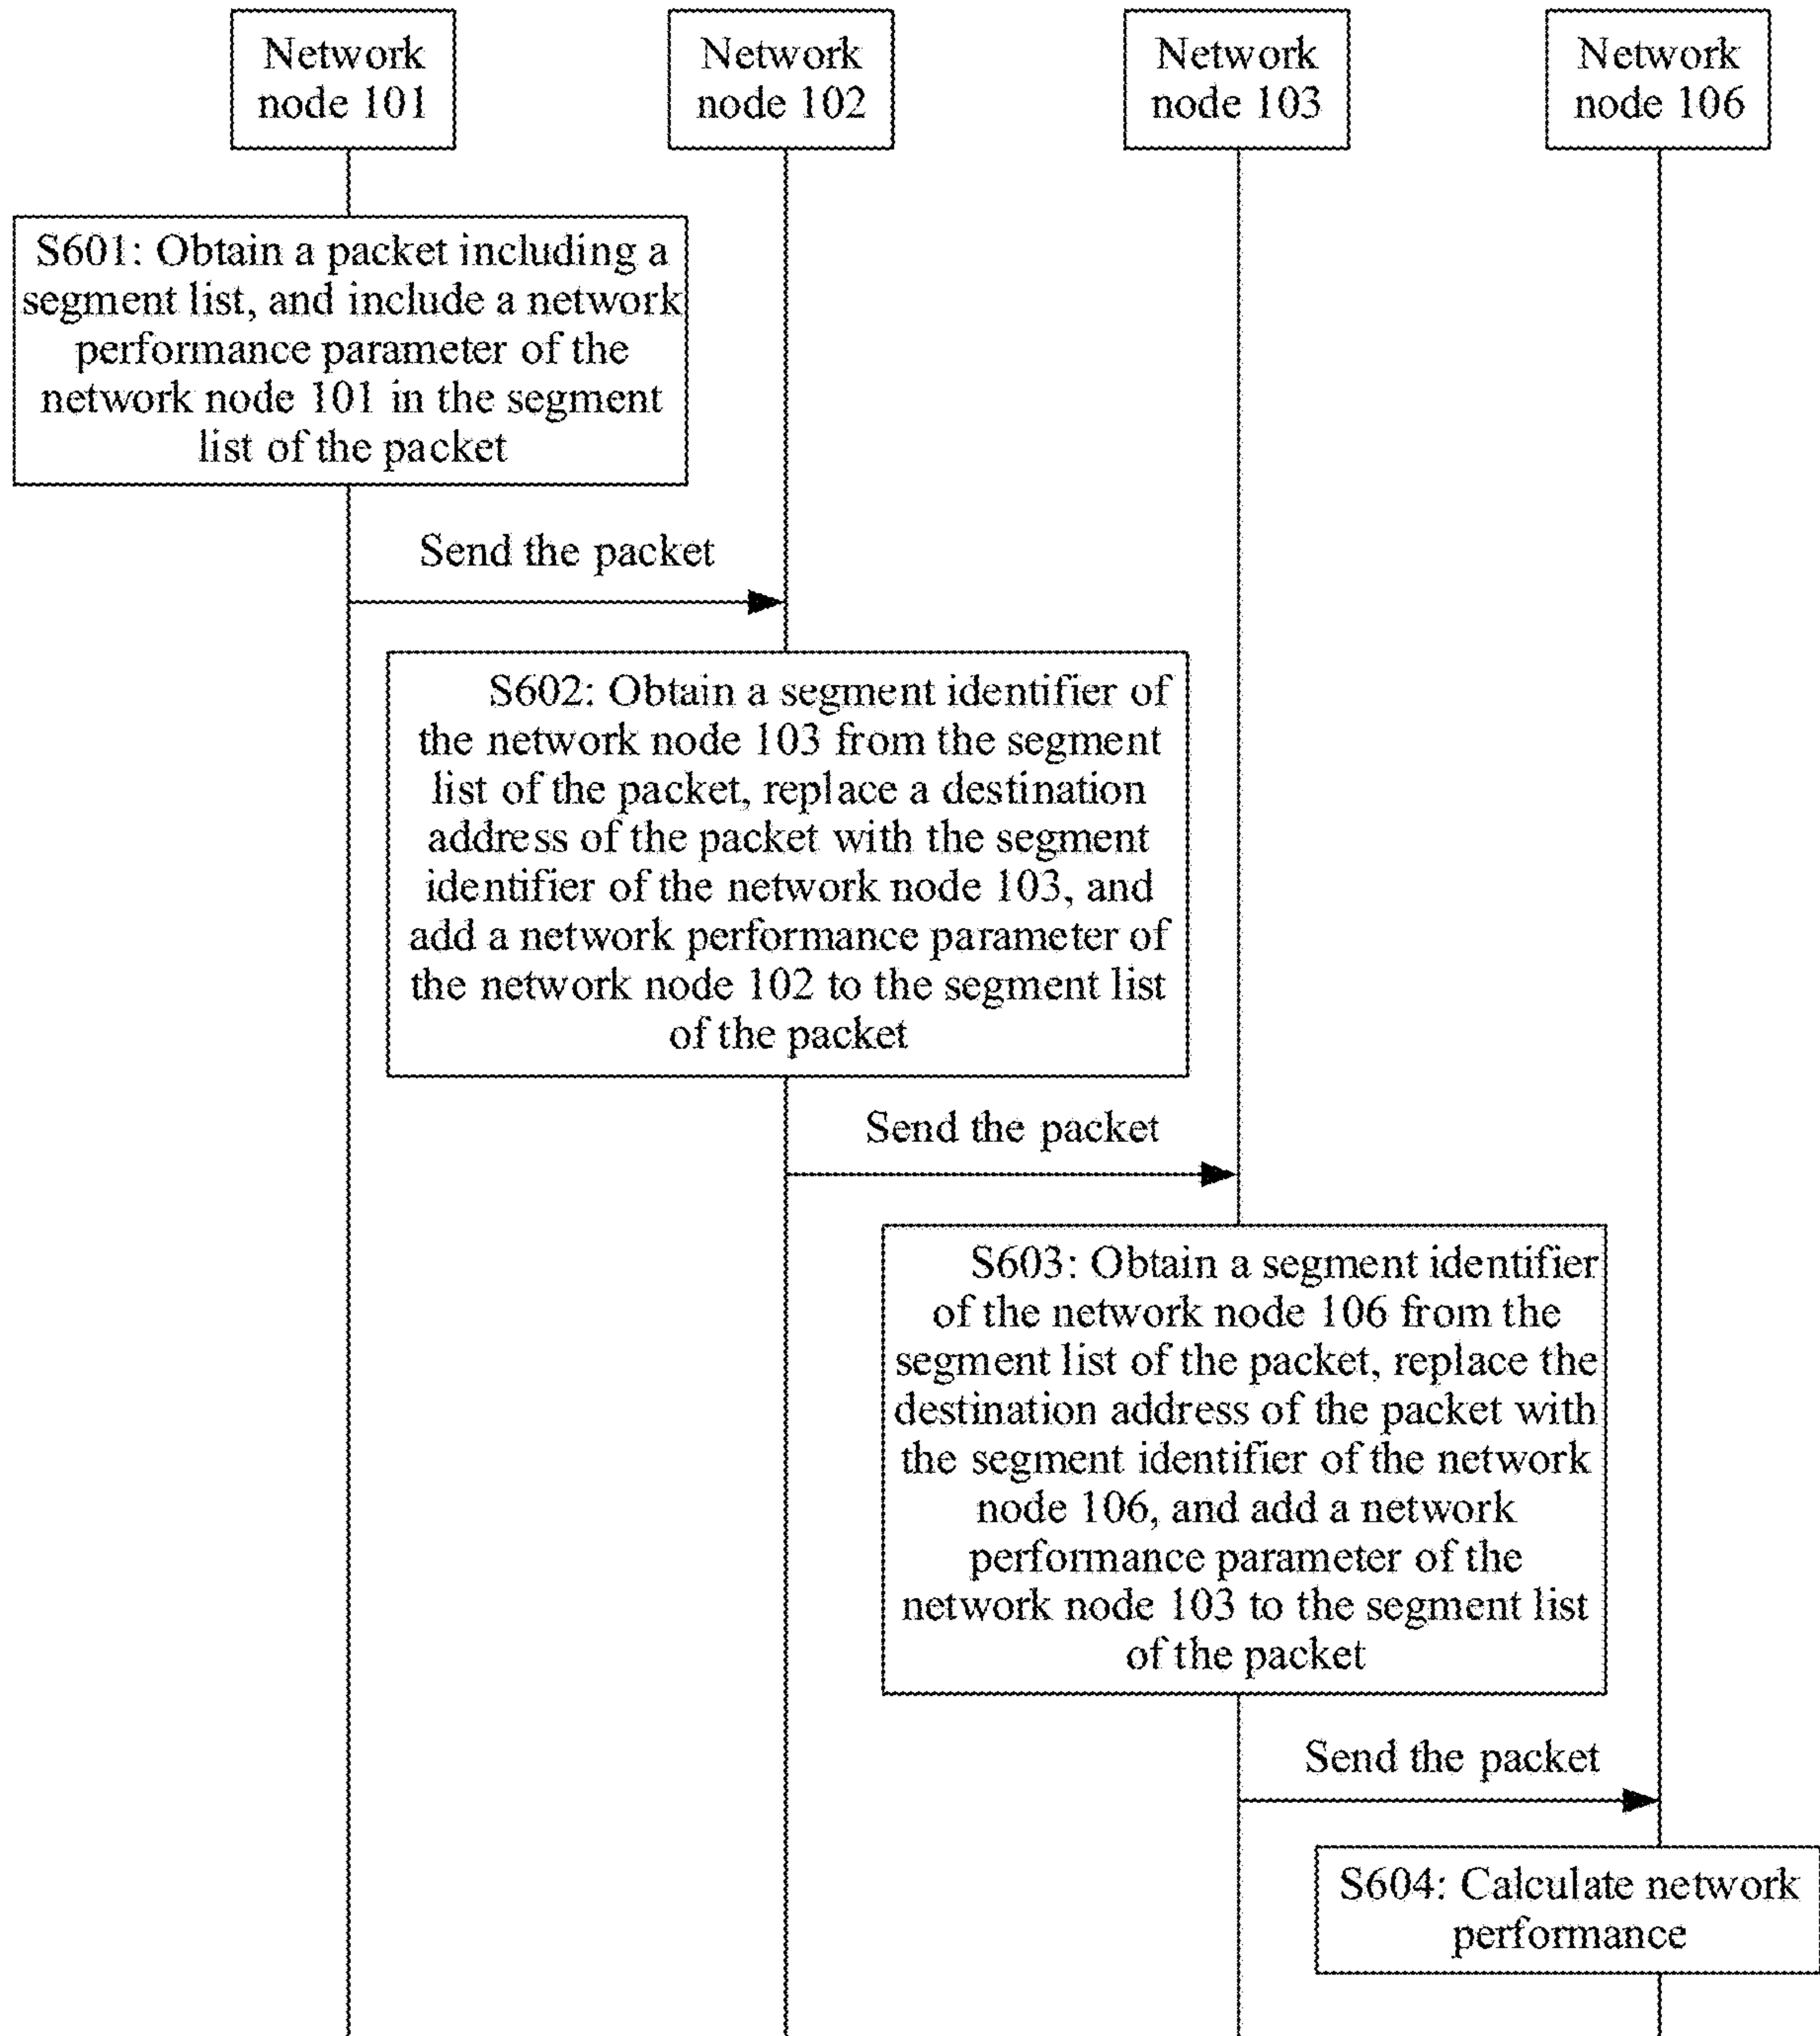 Network
node 101
Network
node 102
Network
node 103
Network
node 106
S601: Obtain a packet including a
segment list, and include a network
performance parameter of the
network node 101 in the segment
list of the packet
Send the packet
S602: Obtain a segment identifier of
the network node 103 from the segment
list of the packet, replace a destination
address of the packet with the segment
identifier of the network node 103, and
add a network performance parameter of
the network node 102 to the segment list
of the packet
Send the packet
S603: Obtain a segment identifier
of the network node 106 from the
segment list of the packet, replace the
destination address of the packet with
the segment identifier of the network
node 106, and add a network
performance parameter of the
network node 103 to the segment list
of the packet
Send the packet
S604: Calculate network
performance